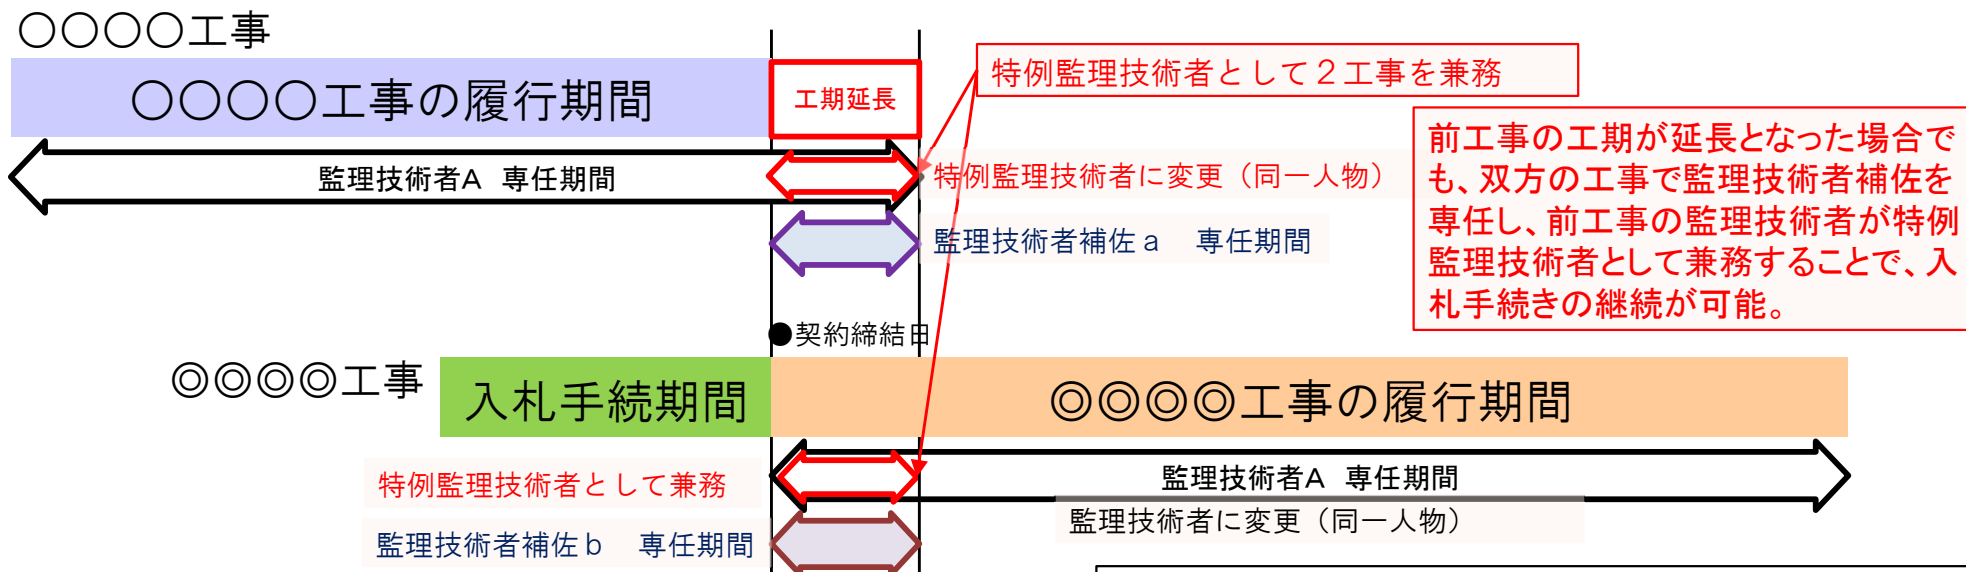 〇〇〇〇工事
〇〇〇〇工事の履行期間
工期延長
特例監理技術者として２工事を兼務
監理技術者A　専任期間
特例監理技術者に変更（同一人物）
監理技術者補佐ａ　専任期間
前工事の工期が延長となった場合で
も、双方の工事で監理技術者補佐を
専任し、前工事の監理技術者が特例
監理技術者として兼務することで、入
札手続きの継続が可能。
●契約締結日
◎◎◎◎工事
入札手続期間
◎◎◎◎工事の履行期間
特例監理技術者として兼務
監理技術者A　専任期間
監理技術者に変更（同一人物）
監理技術者補佐ｂ　専任期間